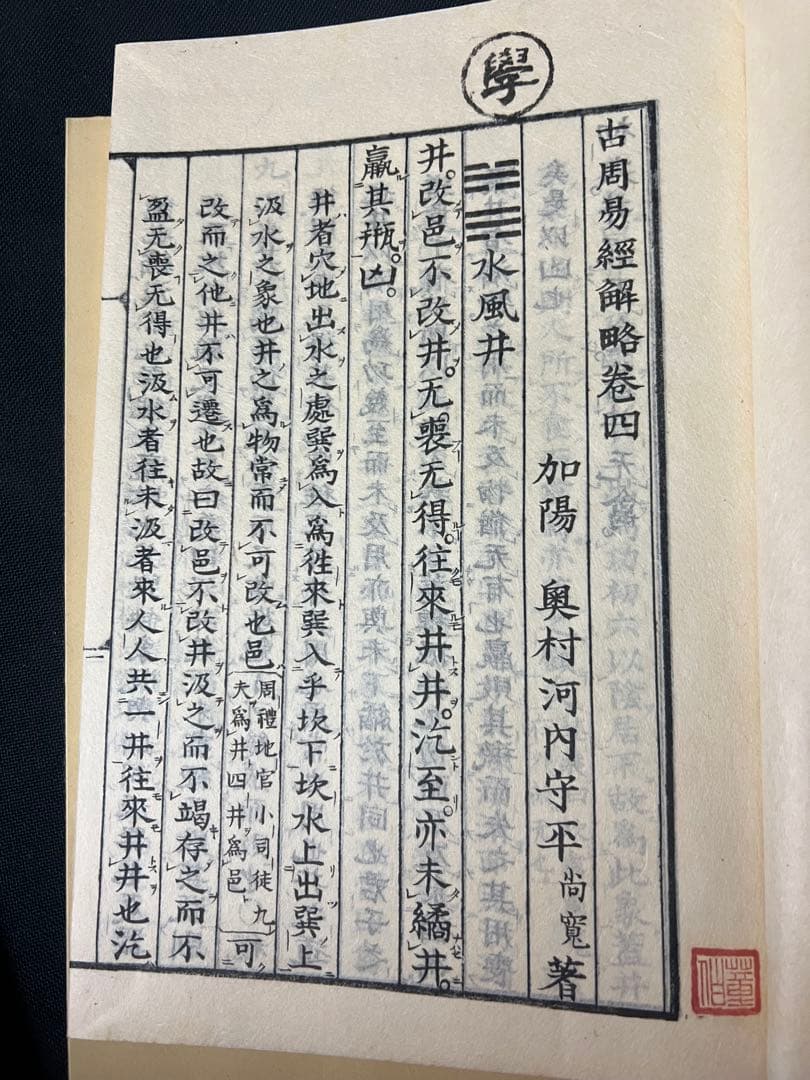 學
古周易經解略卷四
加陽 奧村河內守平尚寬著
水風井
井。改邑不改井。无喪无得。往來井井。汔至。亦未繘井。
羸其瓶。凶。
井者穴地出水之處巽為入為徃來巽入乎坎下坎水上出巽上
汲水之象也井之為物常而不可改也邑
周禮地官小司徒九
夫為井四井為邑
可
改而之他井不可遷也故曰改邑不改井汲之而不竭存之而不
盈无喪无得也汲水者往未汲者來人人共一井往來井井也汔